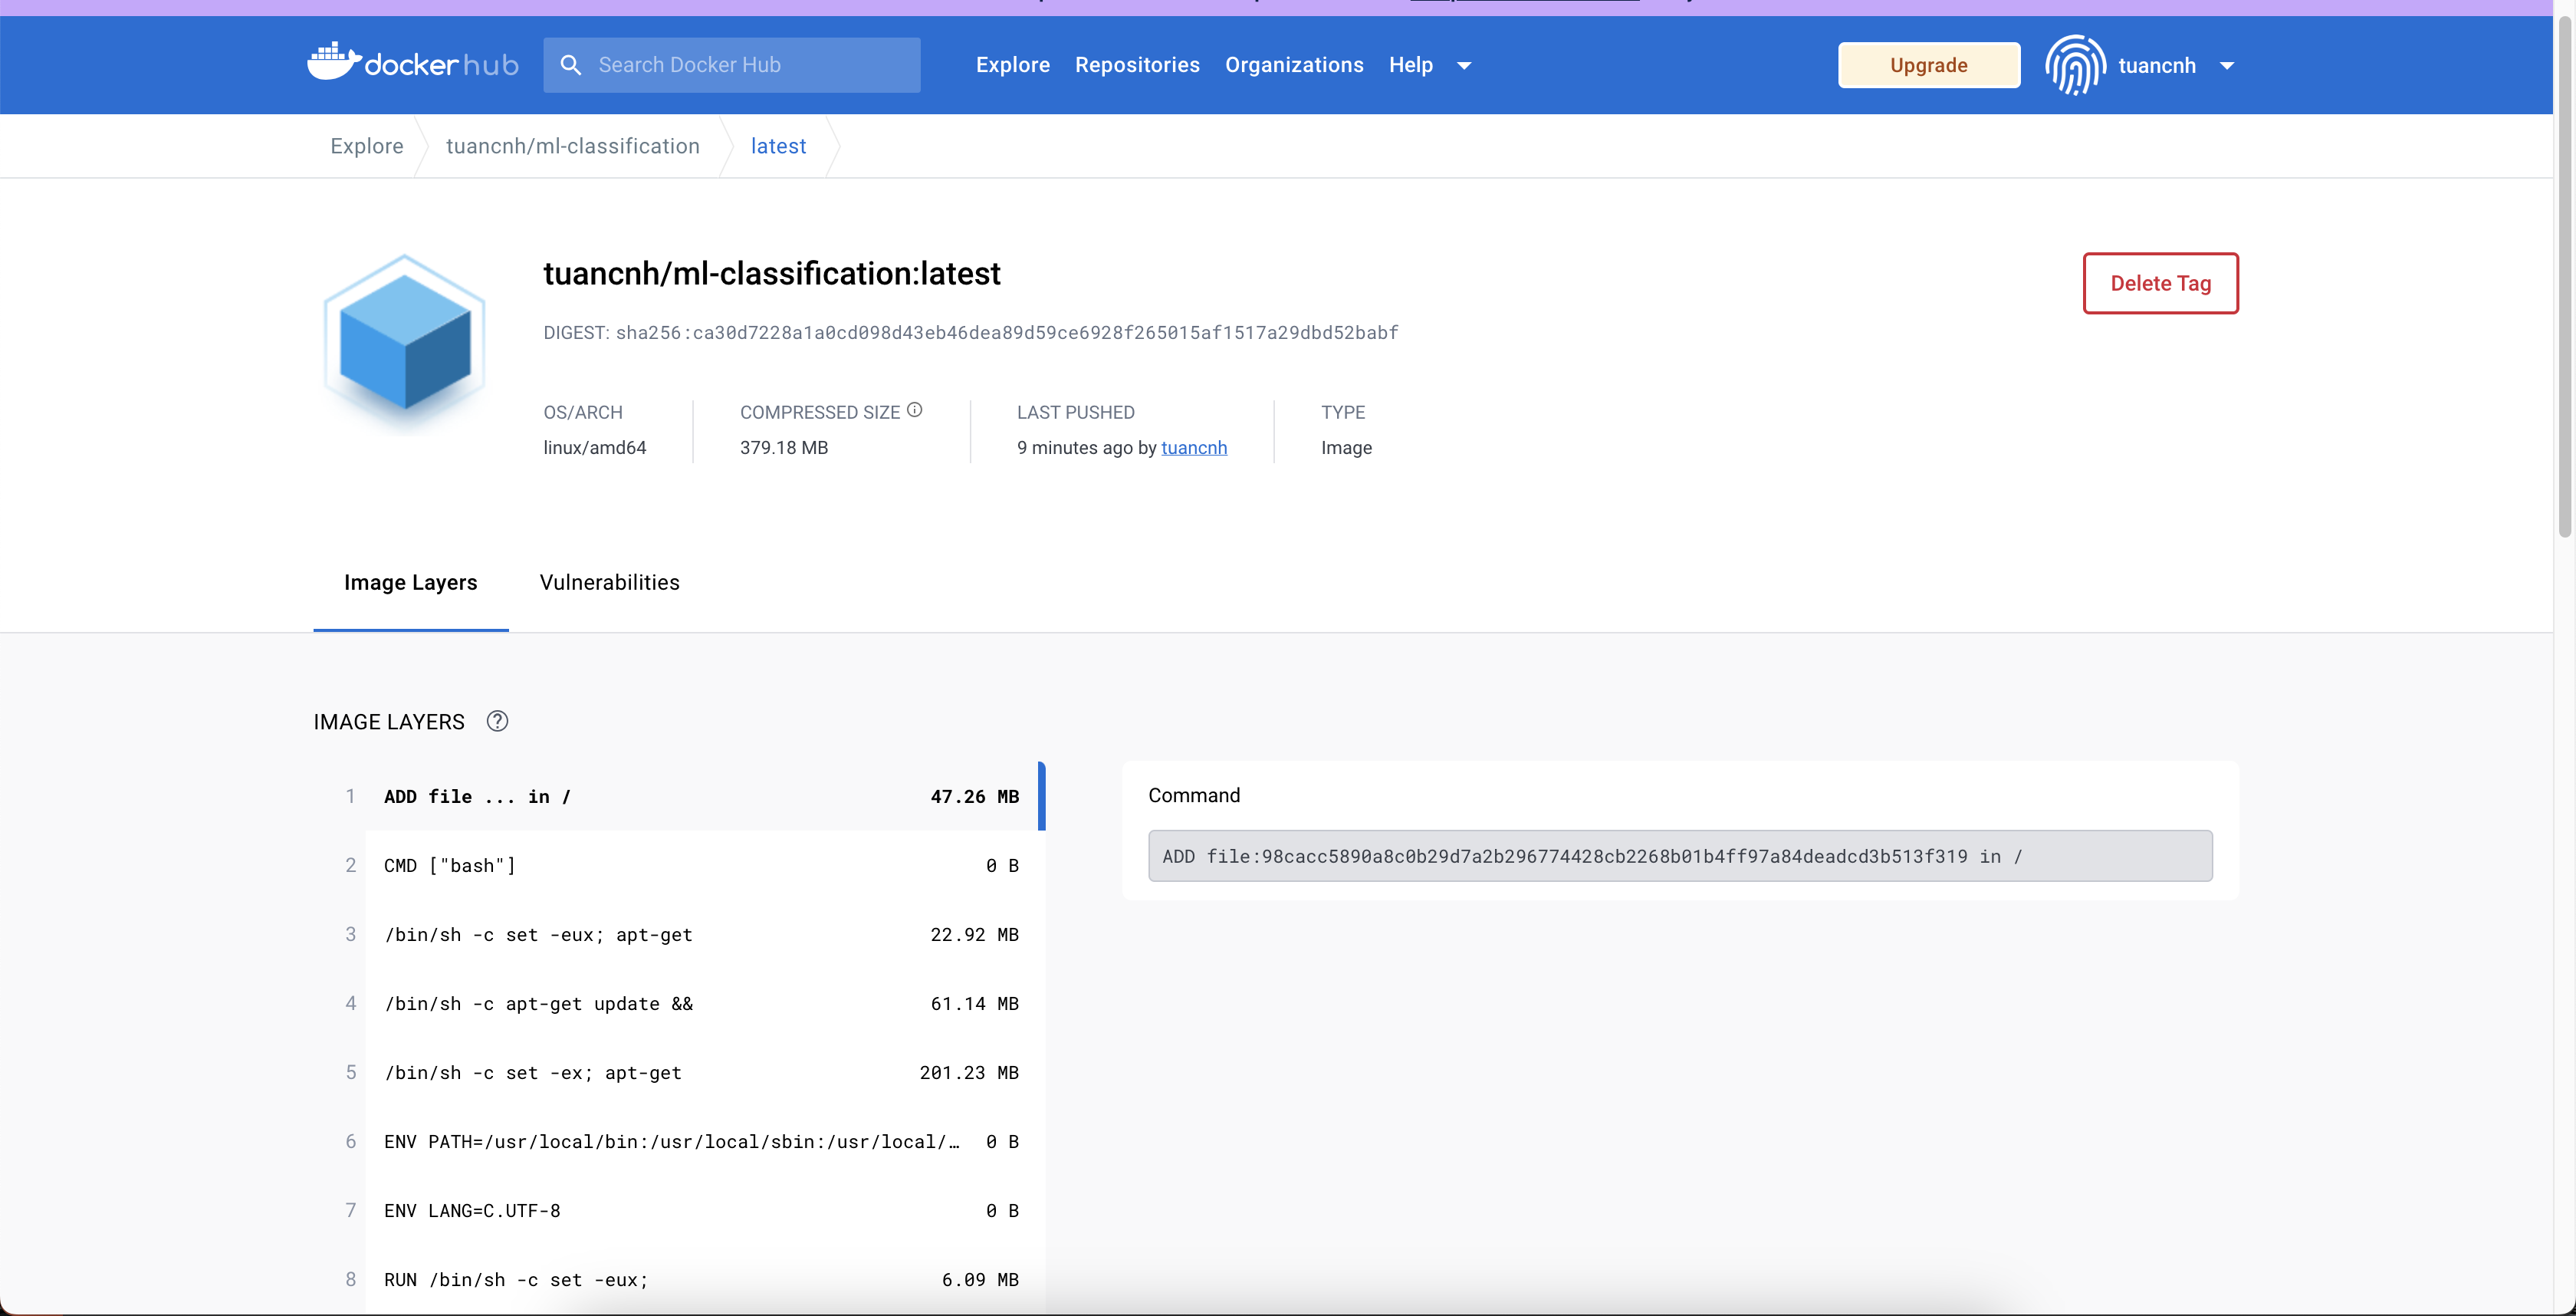 docker hub
Search Docker Hub
Explore Repositories Organizations Help
Upgrade
tuancnh
Explore
tuancnh/ml-classification
latest
tuancnh/ml-classification:latest
Delete Tag
DIGEST: sha256:ca30d7228a1a0cd098d43eb46dea89d59ce6928f265015af1517a29dbd52babf
OS/ARCH
linux/amd64
COMPRESSED SIZE
379.18 MB
LAST PUSHED
9 minutes ago by tuancnh
TYPE
Image
Image Layers
Vulnerabilities
IMAGE LAYERS
1 ADD file ... in / 47.26 MB
2 CMD ["bash"] 0 B
3 /bin/sh -c set -eux; apt-get 22.92 MB
4 /bin/sh -c apt-get update && 61.14 MB
5 /bin/sh -c set -ex; apt-get 201.23 MB
6 ENV PATH=/usr/local/bin:/usr/local/sbin:/usr/local/… 0 B
7 ENV LANG=C.UTF-8 0 B
8 RUN /bin/sh -c set -eux; 6.09 MB
Command
ADD file:98cacc5890a8c0b29d7a2b296774428cb2268b01b4ff97a84deadcd3b513f319 in /